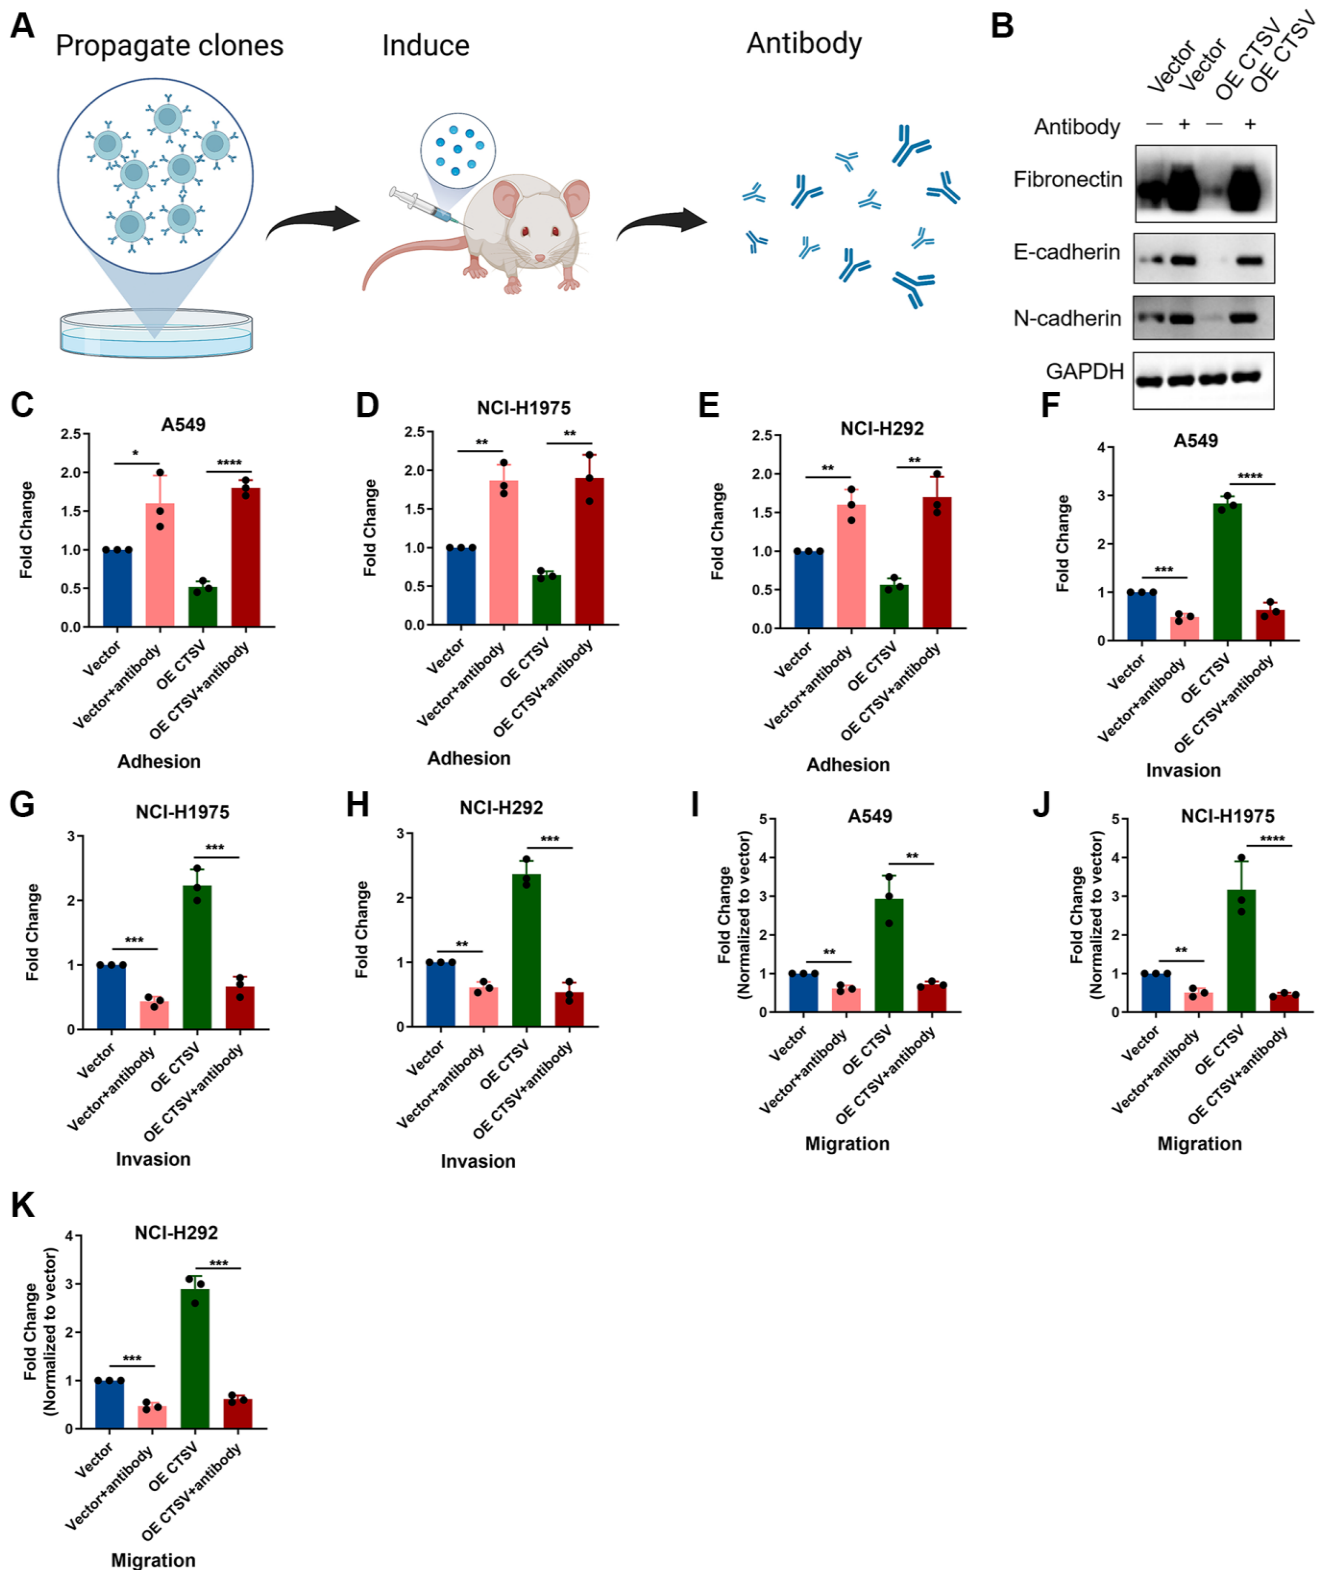 A
Propagate clones
Induce
Antibody
B
Vector
Vector
OE CTSV
OE CTSV
Antibody
— + — +
Fibronectin
E-cadherin
N-cadherin
GAPDH
C
A549
Fold Change
2.5
2.0
1.5
1.0
0.5
0.0
*
****
Vector
Vector+antibody
OE CTSV
OE CTSV+antibody
Adhesion
D
NCI-H1975
Fold Change
2.5
2.0
1.5
1.0
0.5
0.0
**
**
Vector
Vector+antibody
OE CTSV
OE CTSV+antibody
Adhesion
E
NCI-H292
Fold Change
2.5
2.0
1.5
1.0
0.5
0.0
**
**
Vector
Vector+antibody
OE CTSV
OE CTSV+antibody
Adhesion
F
A549
Fold Change
4
3
2
1
0
***
****
Vector
Vector+antibody
OE CTSV
OE CTSV+antibody
Invasion
G
NCI-H1975
Fold Change
3
2
1
0
***
***
Vector
Vector+antibody
OE CTSV
OE CTSV+antibody
Invasion
H
NCI-H292
Fold Change
3
2
1
0
**
***
Vector
Vector+antibody
OE CTSV
OE CTSV+antibody
Invasion
I
A549
Fold Change
(Normalized to vector)
5
4
3
2
1
0
**
**
Vector
Vector+antibody
OE CTSV
OE CTSV+antibody
Migration
J
NCI-H1975
Fold Change
(Normalized to vector)
5
4
3
2
1
0
**
****
Vector
Vector+antibody
OE CTSV
OE CTSV+antibody
Migration
K
NCI-H292
Fold Change
(Normalized to vector)
4
3
2
1
0
***
***
Vector
Vector+antibody
OE CTSV
OE CTSV+antibody
Migration